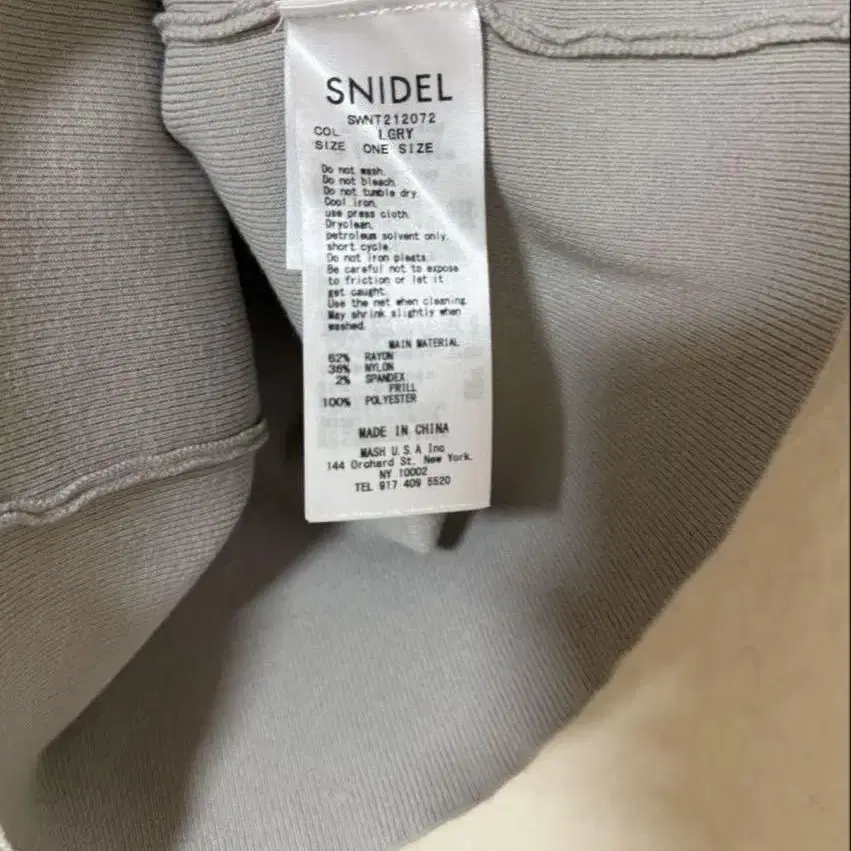 SNIDEL
SWNT212072
COL LGRY
SIZE ONE SIZE
Do not wash.
Do not bleach.
Do not tumble dry.
Cool iron.
use press cloth.
Dryclean,
petroleum solvent only,
short cycle.
Do not iron pleats.
Be careful not to expose
to friction or let it
get caught.
Use the net when cleaning.
May shrink slightly when
washed.
MAIN MATERIAL
62% RAYON
36% NYLON
2% SPANDEX
FRILL
100% POLYESTER
MADE IN CHINA
MASH U.S.A Inc.
144 Orchard St, New York,
NY 10002
TEL 917 409 5520